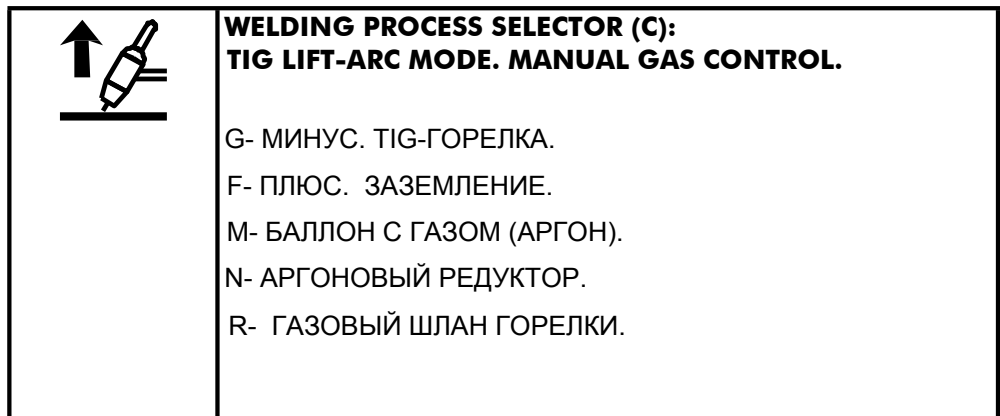 WELDING PROCESS SELECTOR (C):
TIG LIFT-ARC MODE. MANUAL GAS CONTROL.
G- МИНУС. TIG-ГОРЕЛКА.
F- ПЛЮС. ЗАЗЕМЛЕНИЕ.
M- БАЛЛОН С ГАЗОМ (АРГОН).
N- АРГОНОВЫЙ РЕДУКТОР.
R- ГАЗОВЫЙ ШЛАН ГОРЕЛКИ.